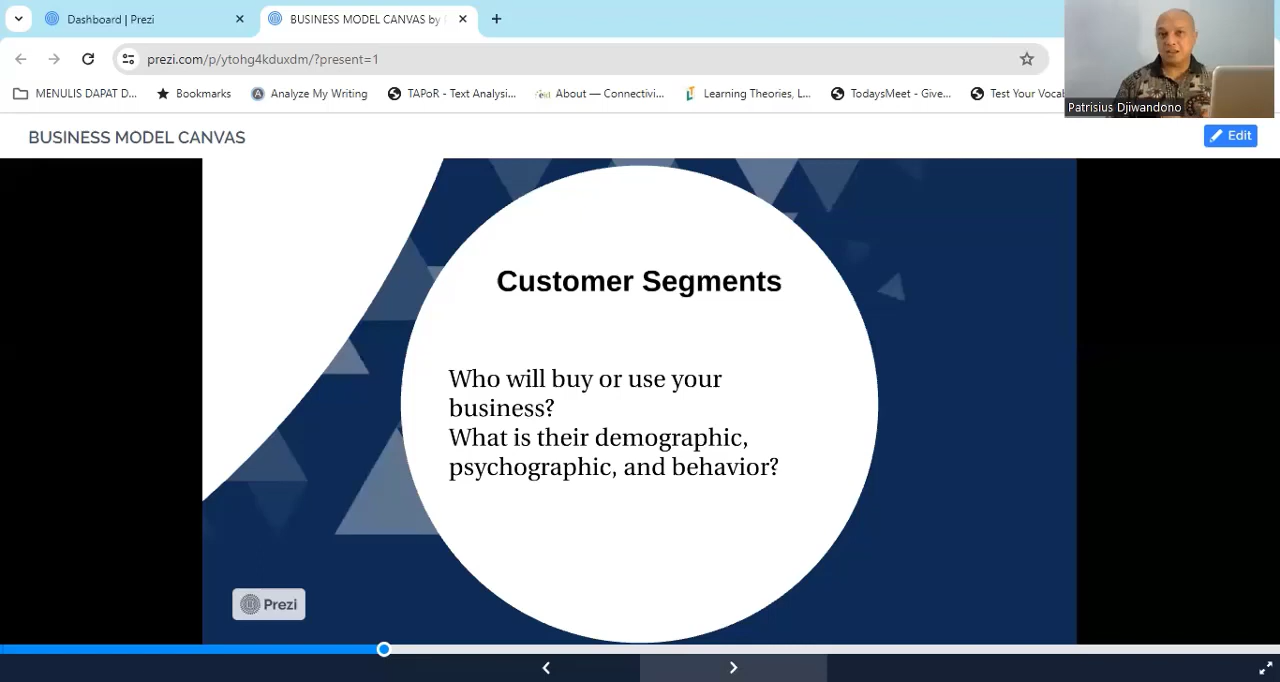 Dashboard | Prezi
BUSINESS MODEL CANVAS by
prezi.com/p/ytohg4kduxdm/?present=1
MENULIS DAPAT D...
Bookmarks
Analyze My Writing
TAPoR - Text Analysi...
About — Connectivi...
Learning Theories, L...
TodaysMeet - Give...
Test Your Vocab
Patrisius Djiwandono
BUSINESS MODEL CANVAS
Edit
Customer Segments
Who will buy or use your
business?
What is their demographic,
psychographic, and behavior?
Prezi